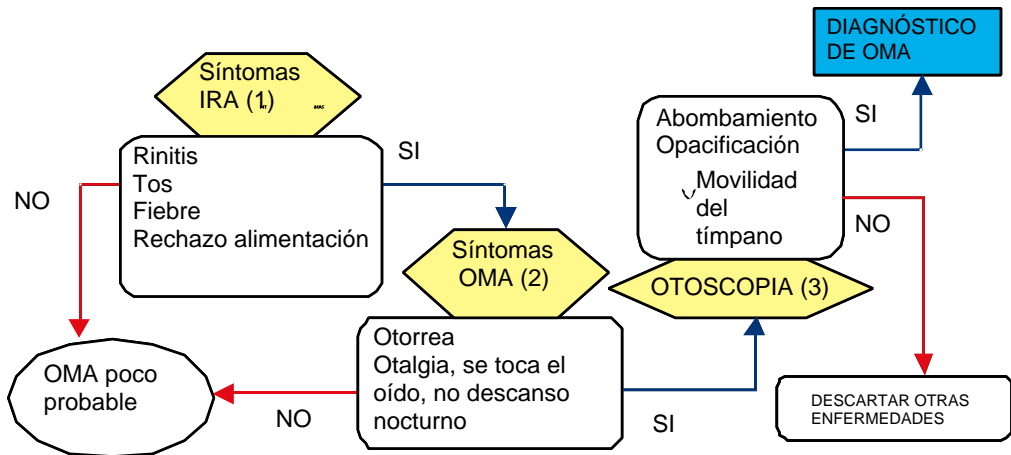 DIAGNÓSTICO
DE OMA
Síntomas
IRA (1)
Rinitis
Tos
Fiebre
Rechazo alimentación
NO
SI
Síntomas
OMA (2)
Otorrea
Otalgia, se toca el
oído, no descanso
nocturno
NO
SI
OMA poco
probable
Abombamiento
Opacificación
Movilidad
del
tímpano
OTOSCOPIA (3)
SI
NO
DESCARTAR OTRAS
ENFERMEDADES